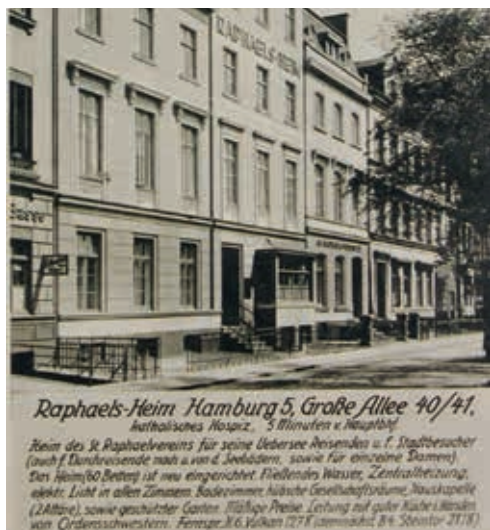 RAPHAELS-HEIM
Raphaels-Heim Hamburg 5, Große Allee 40/41,
katholisches Hospiz, 5 Minuten v. Hauptbhf.
Heim des St. Raphaelvereins für seine Uebersee Reisenden u. f. Stadtbesucher
(auch f. Durchreisende nach u. von d. Seebädern, sowie für einzelne Damen).
Das Heim (60 Betten) ist neu eingerichtet. Fließendes Wasser, Zentralheizung,
elektr. Licht in allen Zimmern. Badezimmer, hübsche Gesellschaftsräume, Hauskapelle
(2 Altäre), sowie geschützter Garten. Mäßige Preise. Leitung mit guter Küche i. Händen
von Ordensschwestern. Fernspr. Vulkan